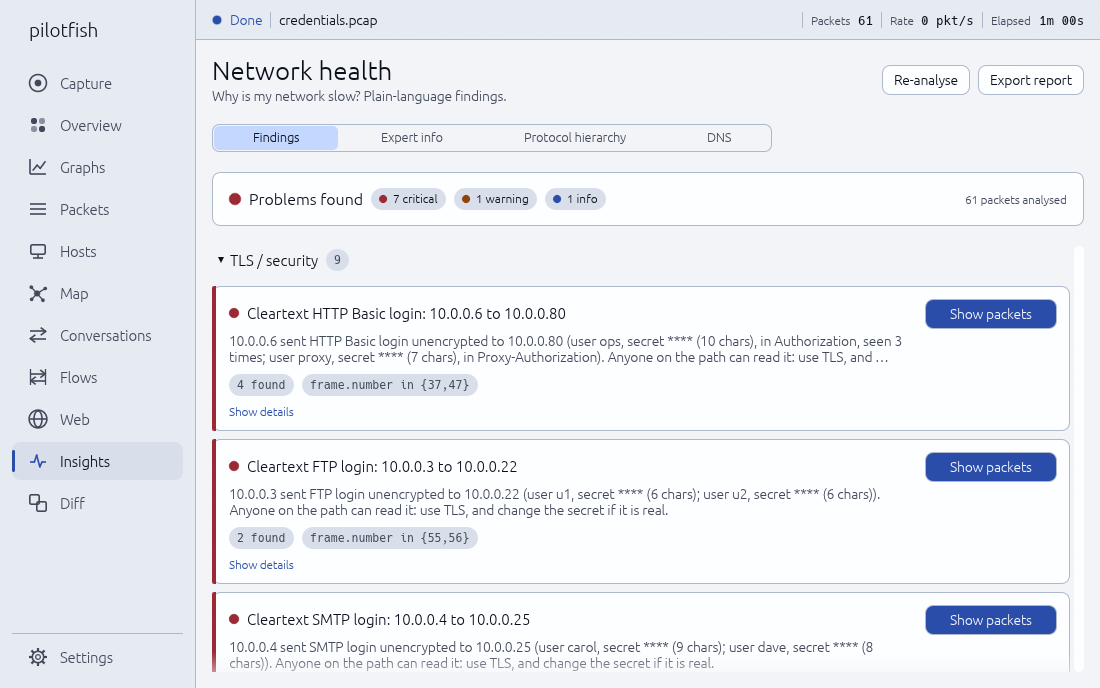 pilotfish
Capture
Overview
Graphs
Packets
Hosts
Map
Conversations
Flows
Web
Insights
Diff
Settings
Done
credentials.pcap
Packets 61
Rate 0 pkt/s
Elapsed 1m 00s
Network health
Why is my network slow? Plain-language findings.
Re-analyse
Export report
Findings
Expert info
Protocol hierarchy
DNS
Problems found
7 critical
1 warning
1 info
61 packets analysed
TLS / security 9
Cleartext HTTP Basic login: 10.0.0.6 to 10.0.0.80
Show packets
10.0.0.6 sent HTTP Basic login unencrypted to 10.0.0.80 (user ops, secret **** (10 chars), in Authorization, seen 3
times; user proxy, secret **** (7 chars), in Proxy-Authorization). Anyone on the path can read it: use TLS, and …
4 found
frame.number in {37,47}
Show details
Cleartext FTP login: 10.0.0.3 to 10.0.0.22
Show packets
10.0.0.3 sent FTP login unencrypted to 10.0.0.22 (user u1, secret **** (6 chars); user u2, secret **** (6 chars)).
Anyone on the path can read it: use TLS, and change the secret if it is real.
2 found
frame.number in {55,56}
Show details
Cleartext SMTP login: 10.0.0.4 to 10.0.0.25
Show packets
10.0.0.4 sent SMTP login unencrypted to 10.0.0.25 (user carol, secret **** (9 chars); user dave, secret **** (8
chars)). Anyone on the path can read it: use TLS, and change the secret if it is real.